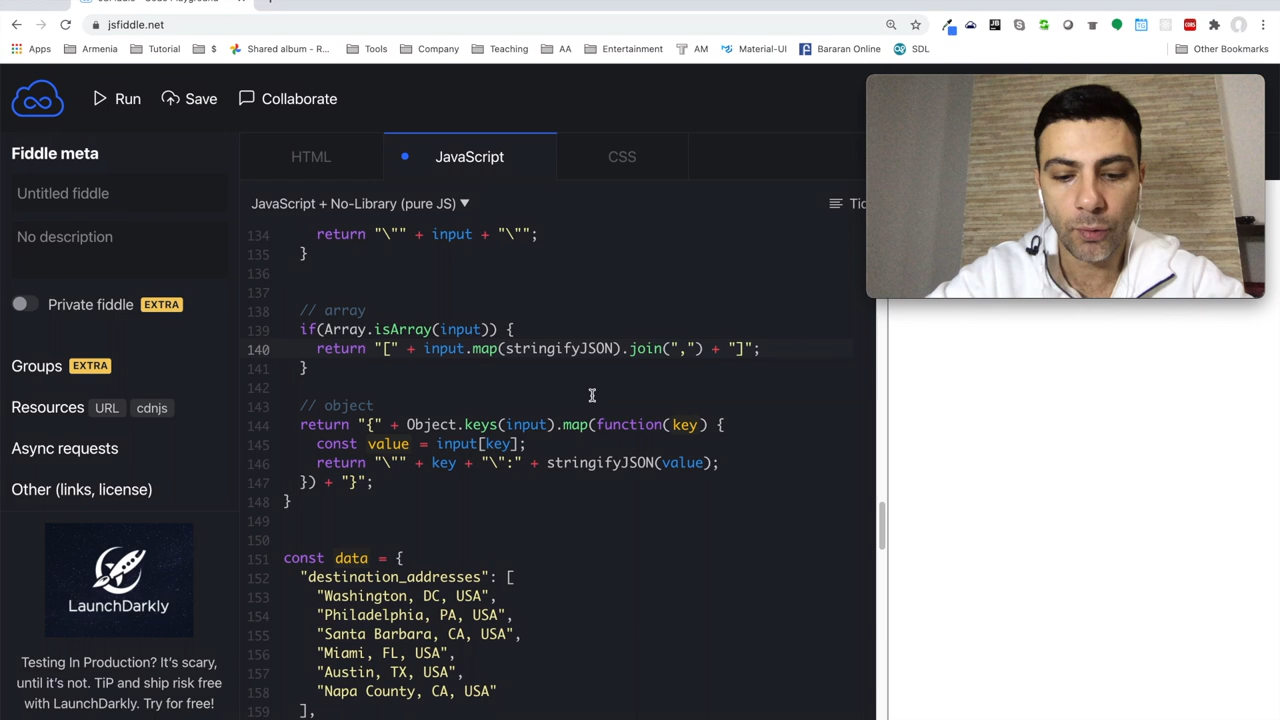 jsfiddle.net
Apps Armenia Tutorial $ Shared album - R... Tools Company Teaching AA Entertainment AM Material-UI Bararan Online SDL Other Bookmarks
Run Save Collaborate
Fiddle meta
Untitled fiddle
No description
Private fiddle EXTRA
Groups EXTRA
Resources URL cdnjs
Async requests
Other (links, license)
LaunchDarkly
Testing In Production? It's scary,
until it's not. TiP and ship risk free
with LaunchDarkly. Try for free!
HTML JavaScript CSS
JavaScript + No-Library (pure JS) ▼
134 return "\"" + input + "\"";
135 }
136
137
138 // array
139 if(Array.isArray(input)) {
140 return "[" + input.map(stringifyJSON).join(",") + "]";
141 }
142
143 // object
144 return "{" + Object.keys(input).map(function(key) {
145 const value = input[key];
146 return "\"" + key + "\":" + stringifyJSON(value);
147 }) + "}";
148 }
149
150
151 const data = {
152 "destination_addresses": [
153 "Washington, DC, USA",
154 "Philadelphia, PA, USA",
155 "Santa Barbara, CA, USA",
156 "Miami, FL, USA",
157 "Austin, TX, USA",
158 "Napa County, CA, USA"
159 ],